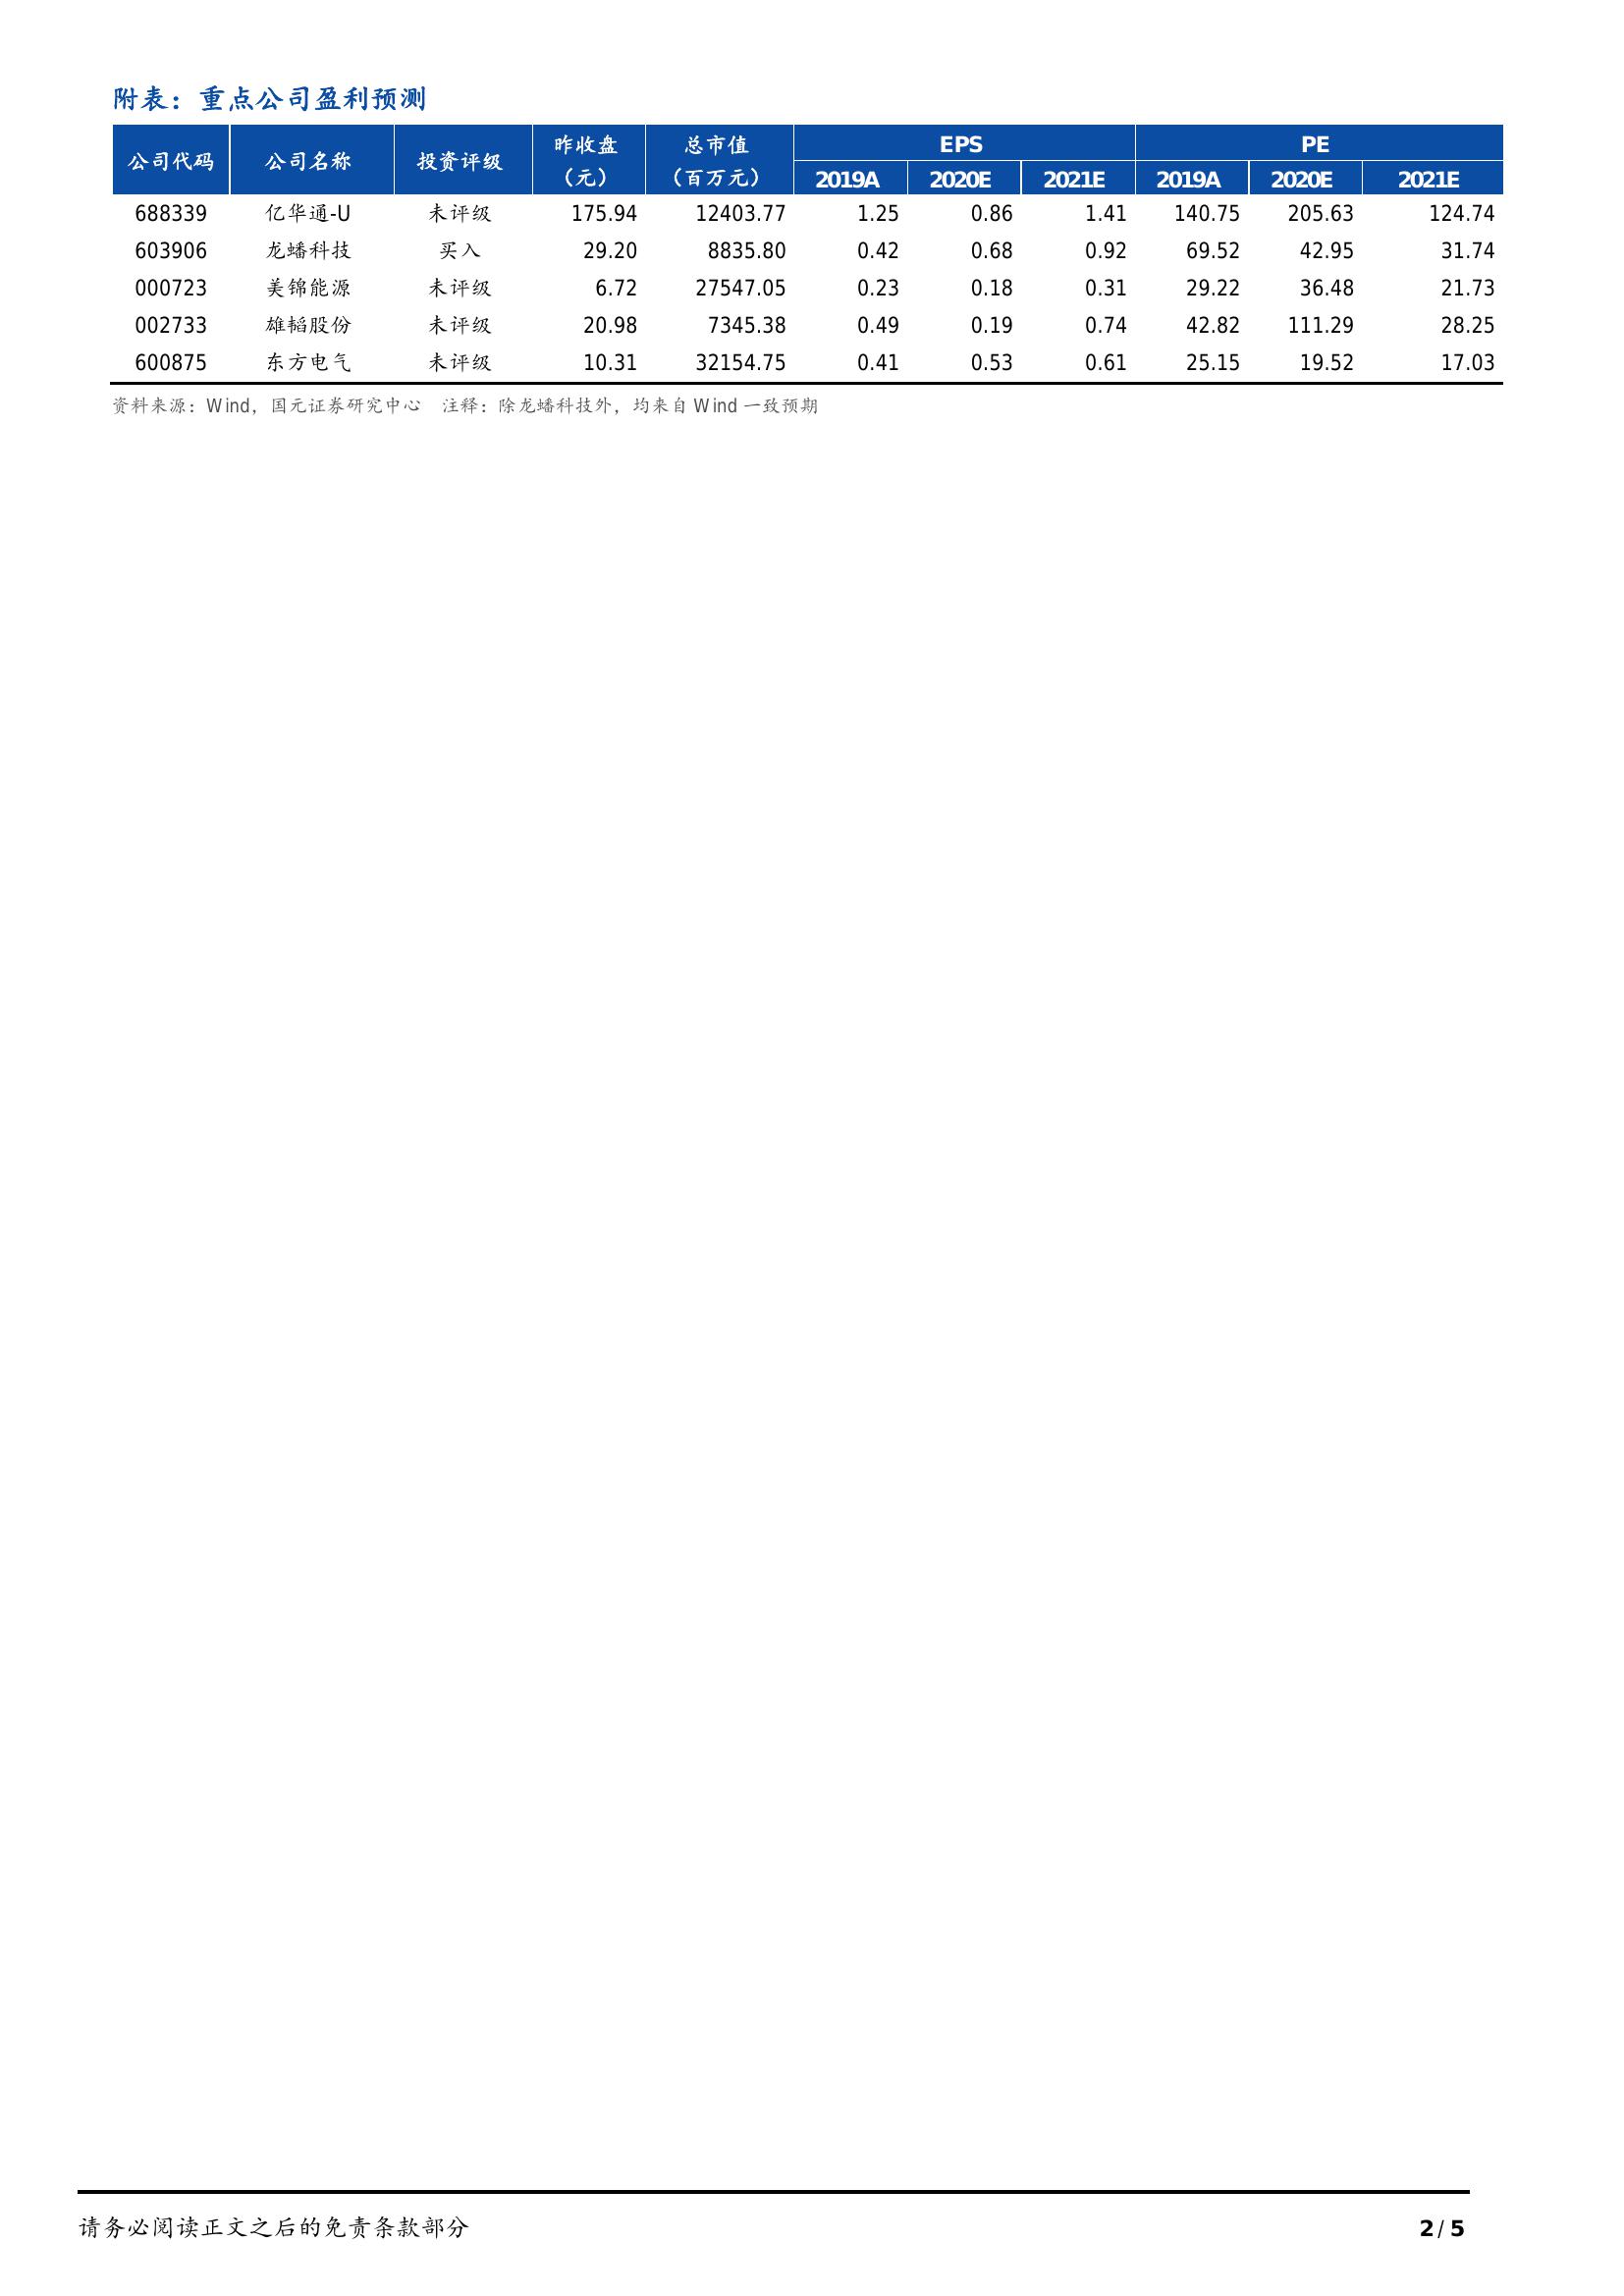 附表：重点公司盈利预测
公司代码 公司名称 投资评级 昨收盘（元） 总市值（百万元） EPS PE
2019A 2020E 2021E 2019A 2020E 2021E
688339 亿华通-U 未评级 175.94 12403.77 1.25 0.86 1.41 140.75 205.63 124.74
603906 龙蟠科技 买入 29.20 8835.80 0.42 0.68 0.92 69.52 42.95 31.74
000723 美锦能源 未评级 6.72 27547.05 0.23 0.18 0.31 29.22 36.48 21.73
002733 雄韬股份 未评级 20.98 7345.38 0.49 0.19 0.74 42.82 111.29 28.25
600875 东方电气 未评级 10.31 32154.75 0.41 0.53 0.61 25.15 19.52 17.03
资料来源：Wind，国元证券研究中心 注释：除龙蟠科技外，均来自 Wind 一致预期
请务必阅读正文之后的免责条款部分 2/5